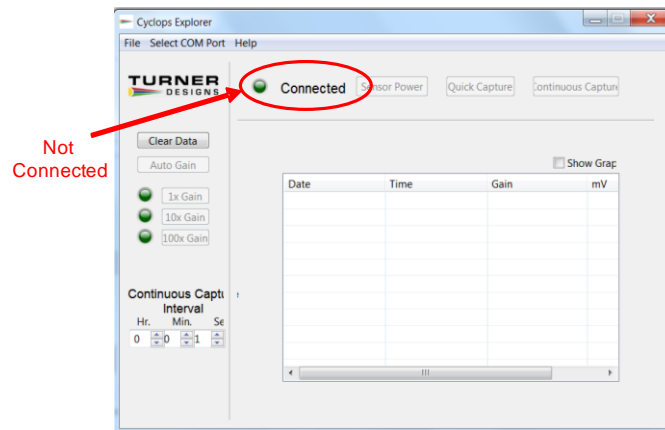 Cyclops Explorer
File Select COM Port Help
TURNER
DESIGNS
Connected
Sensor Power
Quick Capture
Continuous Capture
Not
Connected
Clear Data
Auto Gain
1x Gain
10x Gain
100x Gain
Show Grap
Date Time Gain mV
Continuous Captu
Interval
Hr. Min. Se
0 0 1